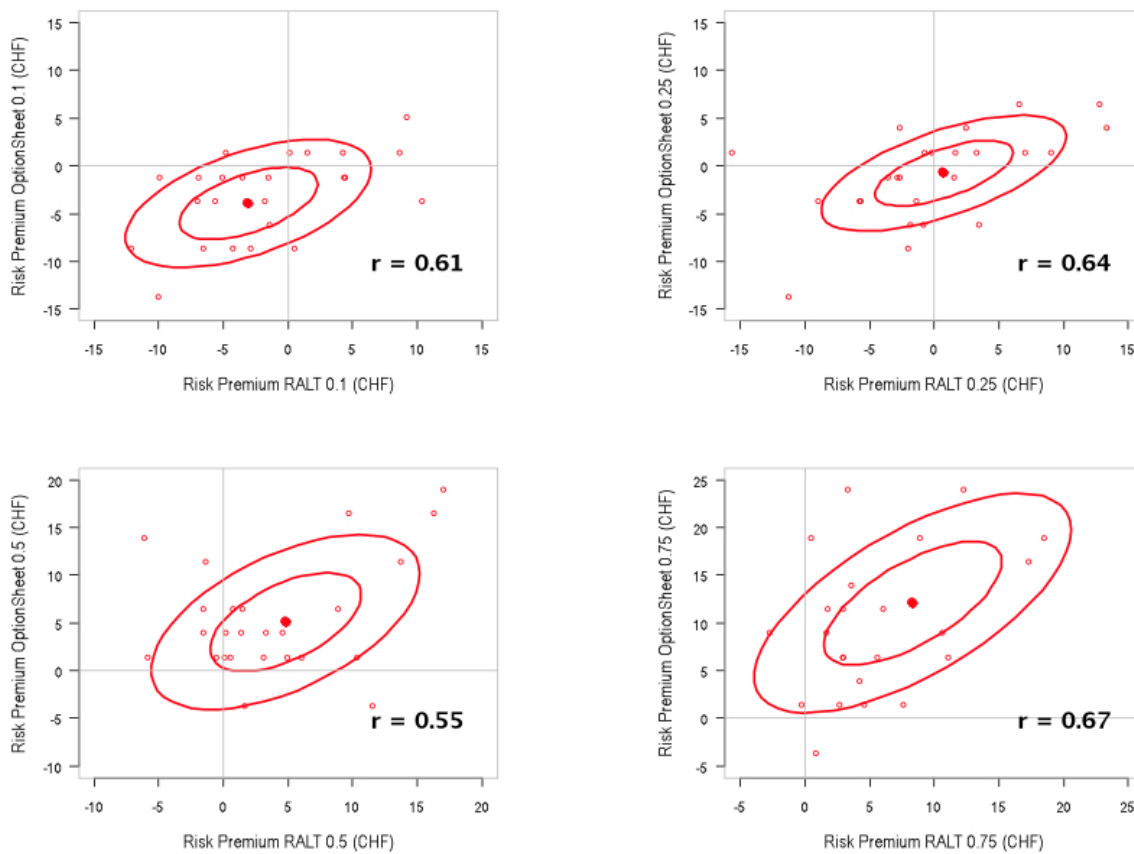 Risk Premium OptionSheet 0.1 (CHF)
15
10
5
0
-5
-10
-15
r = 0.61
-15 -10 -5 0 5 10 15
Risk Premium RALT 0.1 (CHF)
Risk Premium OptionSheet 0.25 (CHF)
15
10
5
0
-5
-10
-15
r = 0.64
-15 -10 -5 0 5 10 15
Risk Premium RALT 0.25 (CHF)
Risk Premium OptionSheet 0.5 (CHF)
20
15
10
5
0
-5
-10
r = 0.55
-10 -5 0 5 10 15 20
Risk Premium RALT 0.5 (CHF)
Risk Premium OptionSheet 0.75 (CHF)
25
20
15
10
5
0
-5
r = 0.67
-5 0 5 10 15 20 25
Risk Premium RALT 0.75 (CHF)